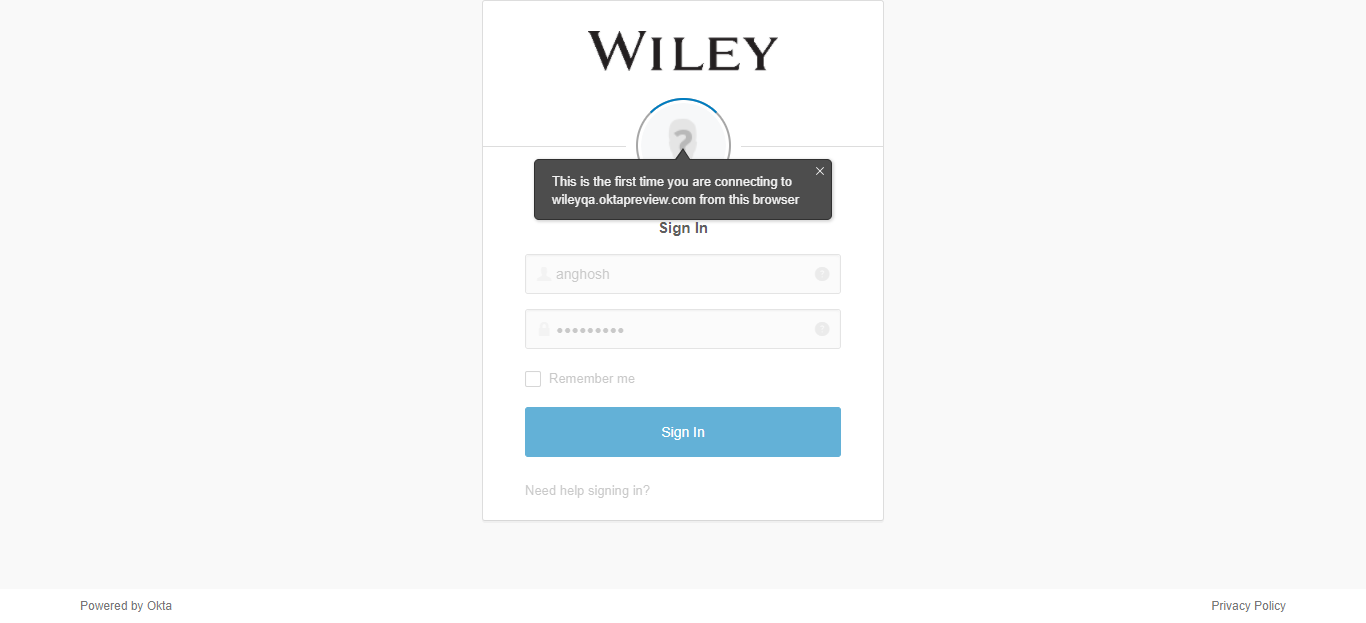 WILEY
?
This is the first time you are connecting to
wileyqa.oktapreview.com from this browser
Sign In
anghosh
?
•••••••••
?
Remember me
Sign In
Need help signing in?
Powered by Okta
Privacy Policy